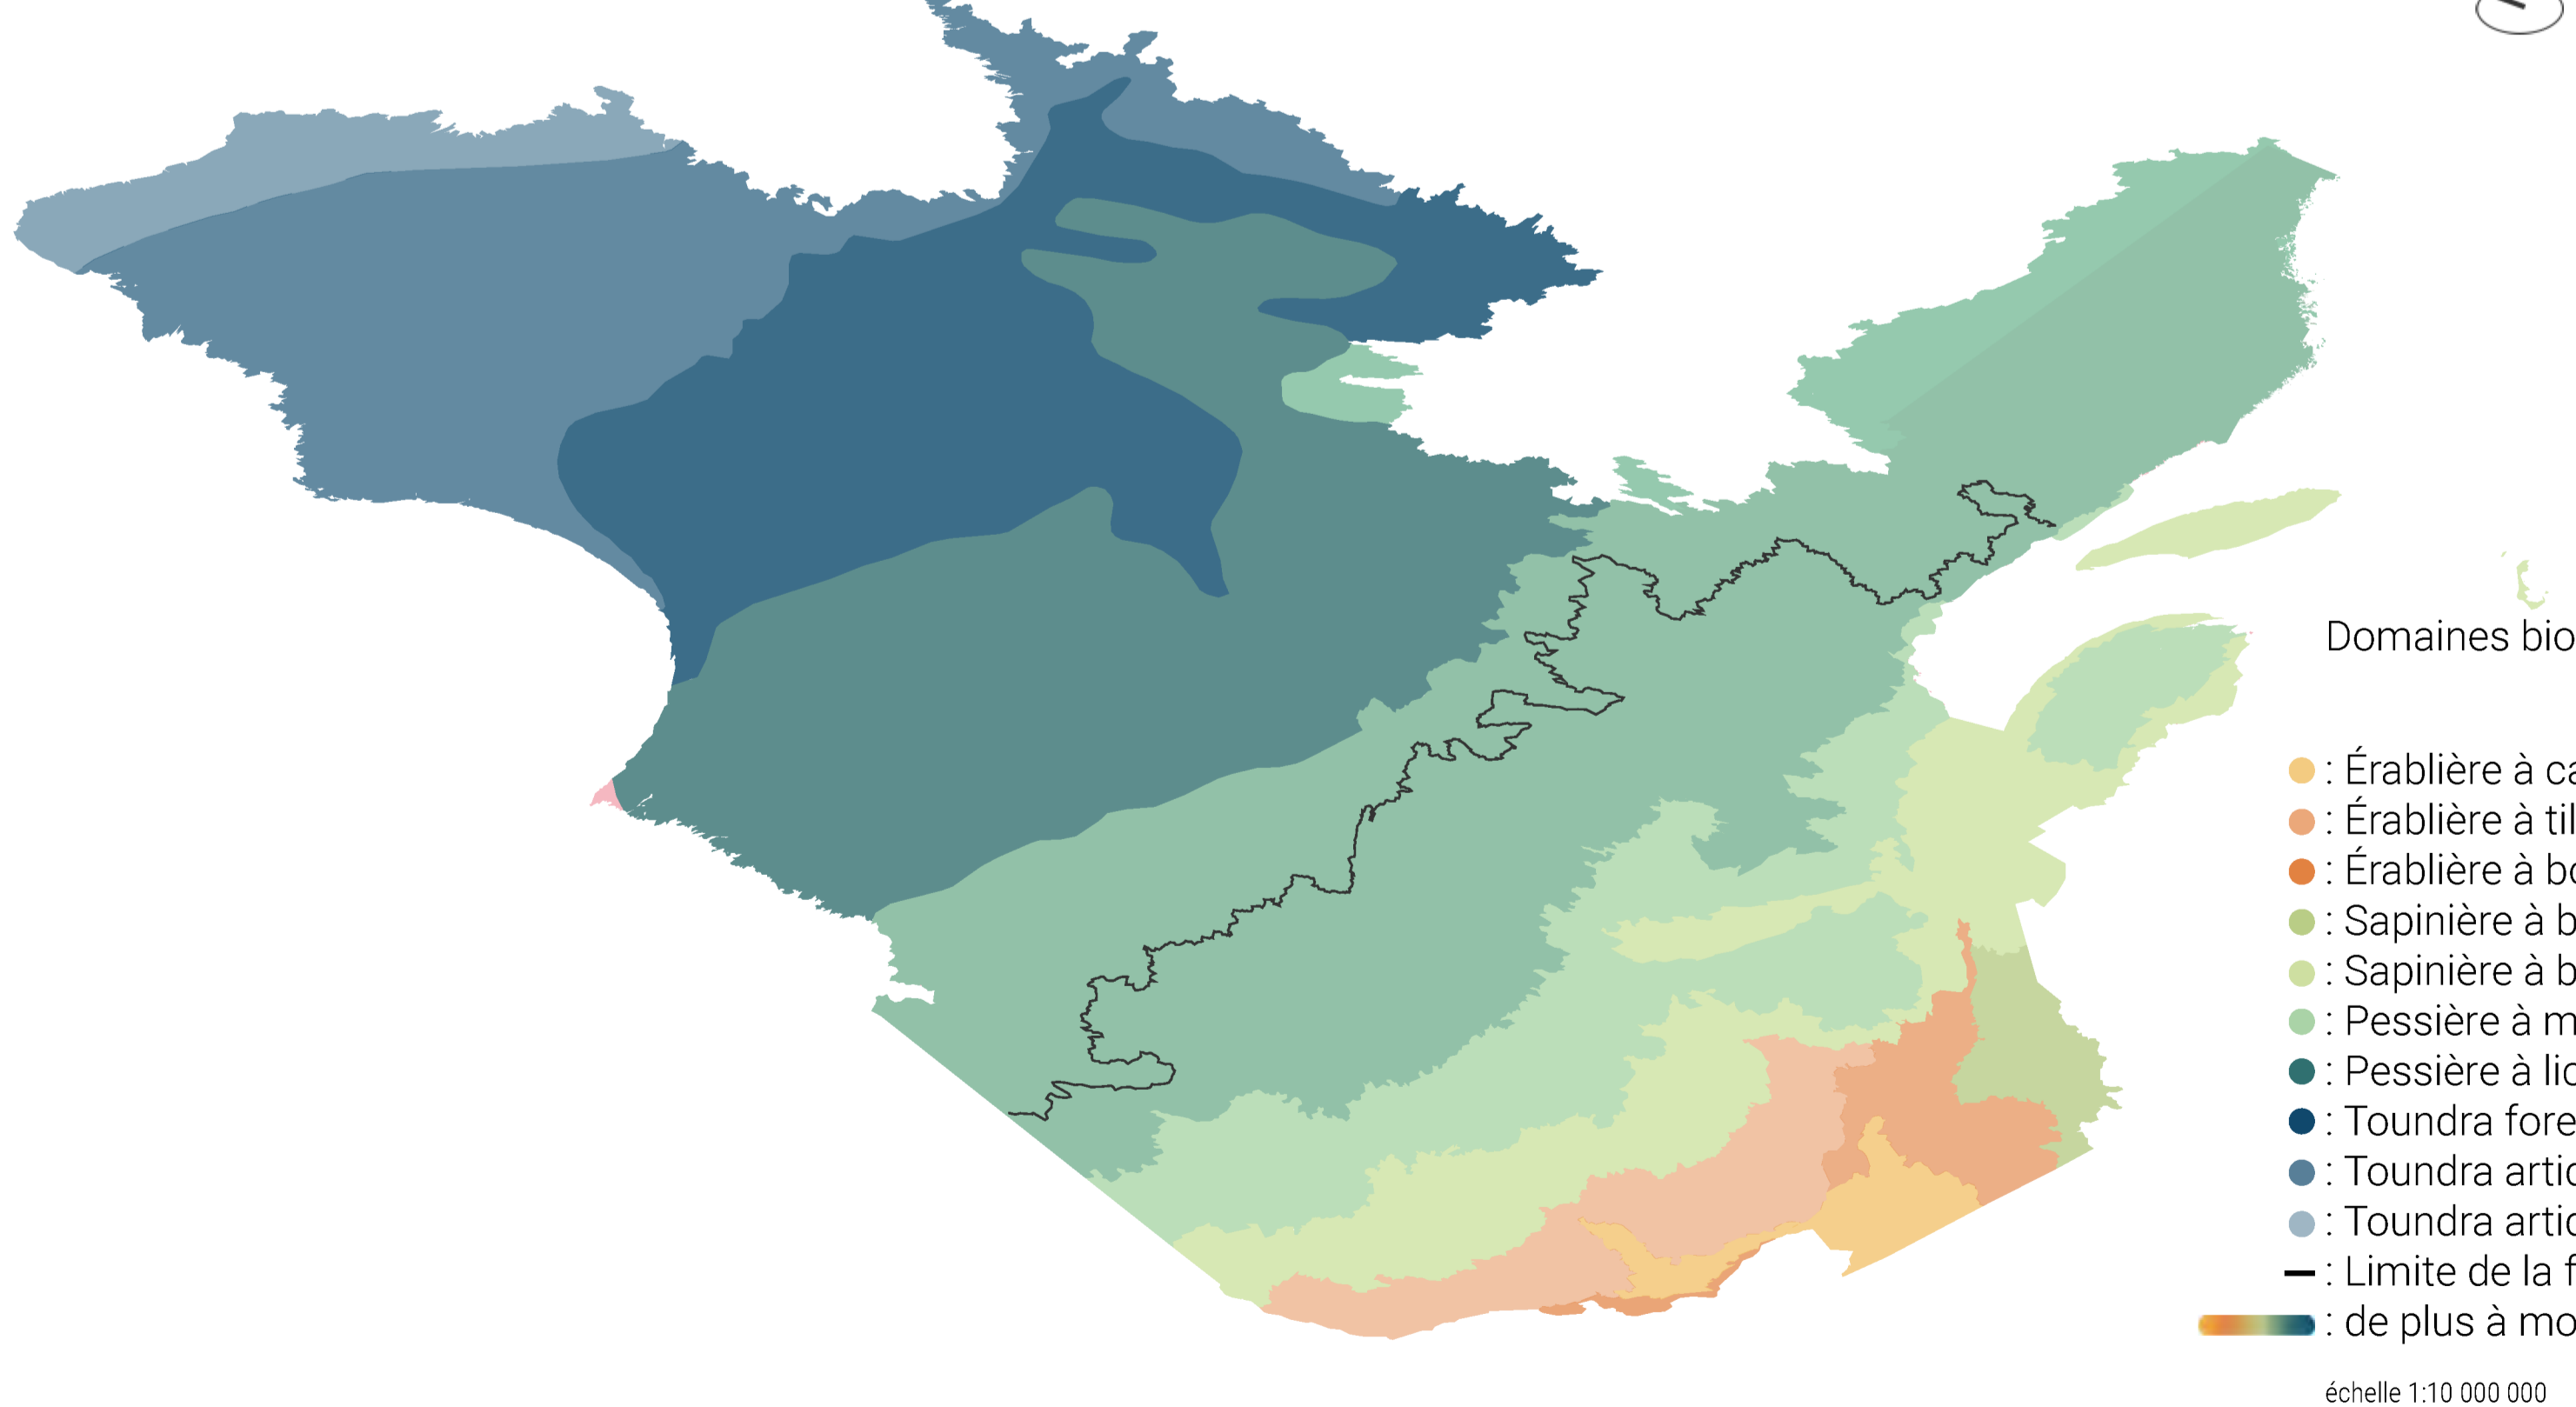 Domaines bio
: Érablière à ca
: Érablière à til
: Érablière à bo
: Sapinière à b
: Sapinière à b
: Pessière à m
: Pessière à lic
: Toundra fore
: Toundra artic
: Toundra artic
: Limite de la f
: de plus à mo
échelle 1:10 000 000